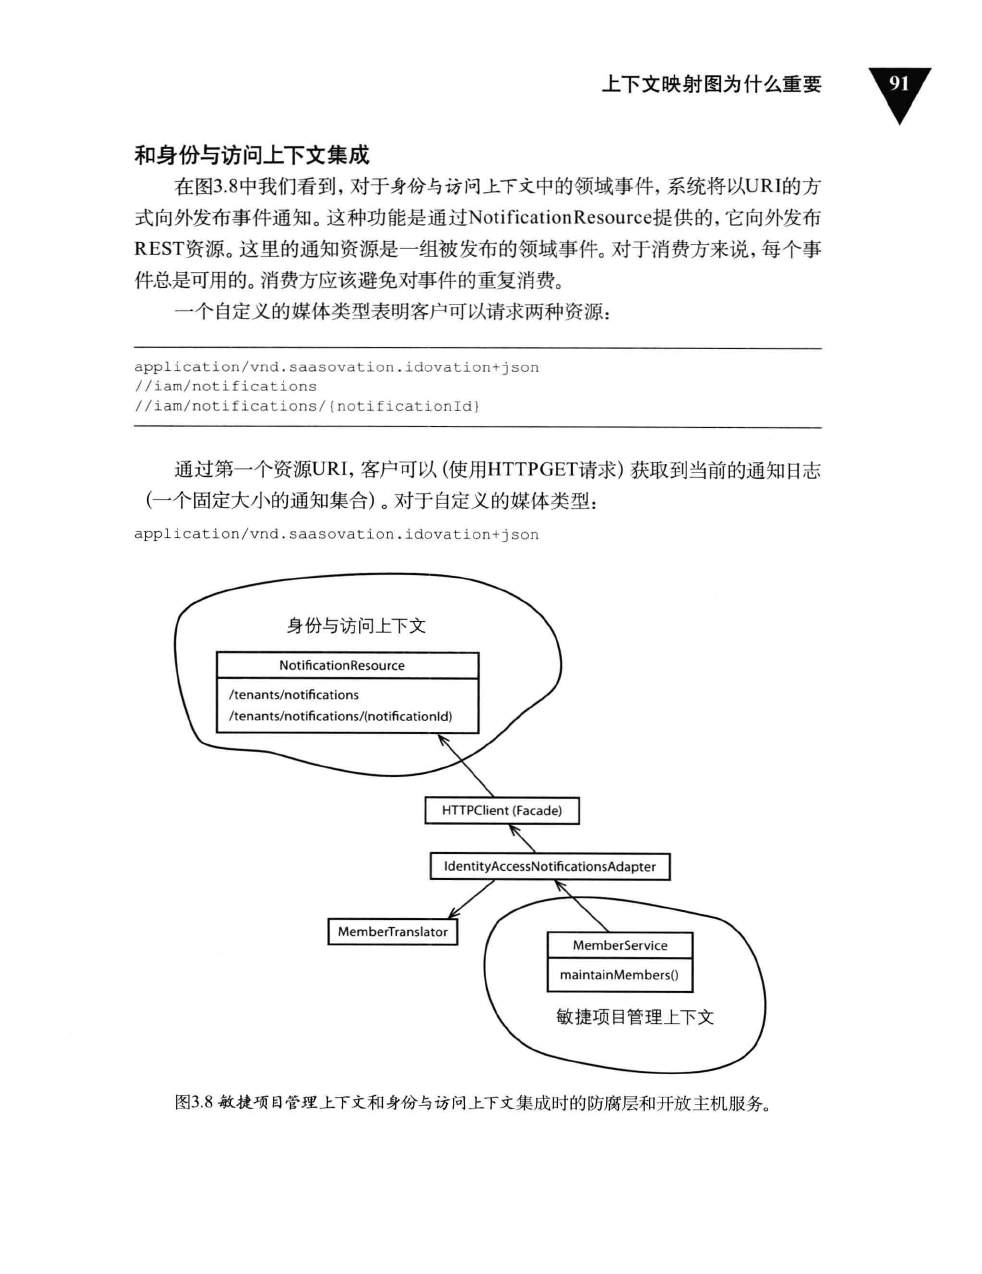 上下文映射图为什么重要
91
和身份与访问上下文集成
在图3.8中我们看到，对于身份与访问上下文中的领域事件，系统将以URI的方
式向外发布事件通知。这种功能是通过NotificationResource提供的，它向外发布
REST资源。这里的通知资源是一组被发布的领域事件。对于消费方来说，每个事
件总是可用的。消费方应该避免对事件的重复消费。
一个自定义的媒体类型表明客户可以请求两种资源：
application/vnd.saasovation.idovation+json
//iam/notifications
//iam/notifications/{notificationId}
通过第一个资源URI，客户可以（使用HTTPGET请求）获取到当前的通知日志
（一个固定大小的通知集合）。对于自定义的媒体类型：
application/vnd.saasovation.idovation+json
身份与访问上下文
NotificationResource
/tenants/notifications
/tenants/notifications/(notificationId)
HTTPClient (Facade)
IdentityAccessNotificationsAdapter
MemberTranslator
MemberService
maintainMembers()
敏捷项目管理上下文
图3.8 敏捷项目管理上下文和身份与访问上下文集成时的防腐层和开放主机服务。